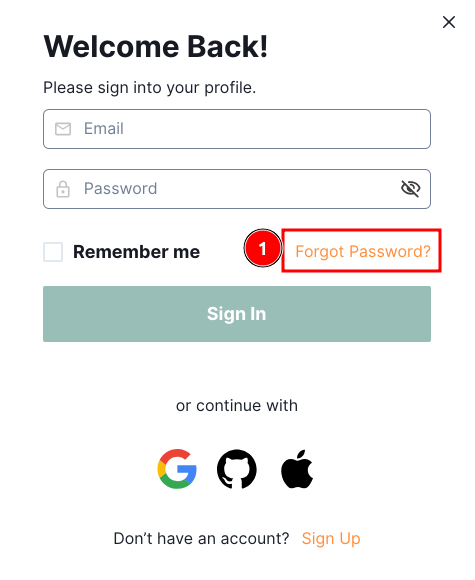 Welcome Back!
Please sign into your profile.
Email
Password
Remember me
1
Forgot Password?
Sign In
or continue with
Don’t have an account? Sign Up